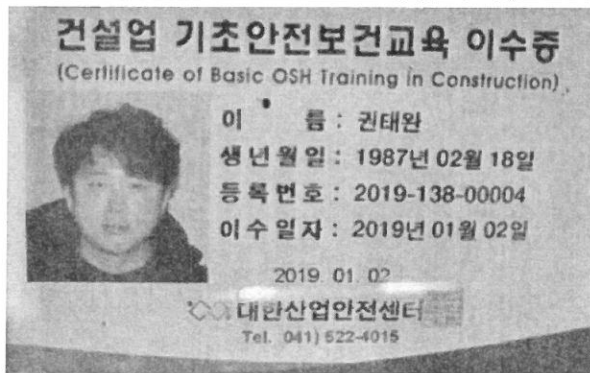 건설업 기초안전보건교육 이수증
(Certificate of Basic OSH Training in Construction)
이 름 : 권태완
생년월일 : 1987년 02월 18일
등록번호 : 2019-138-00004
이수일자 : 2019년 01월 02일
2019. 01. 02
대한산업안전센터
Tel. 041) 522-4015